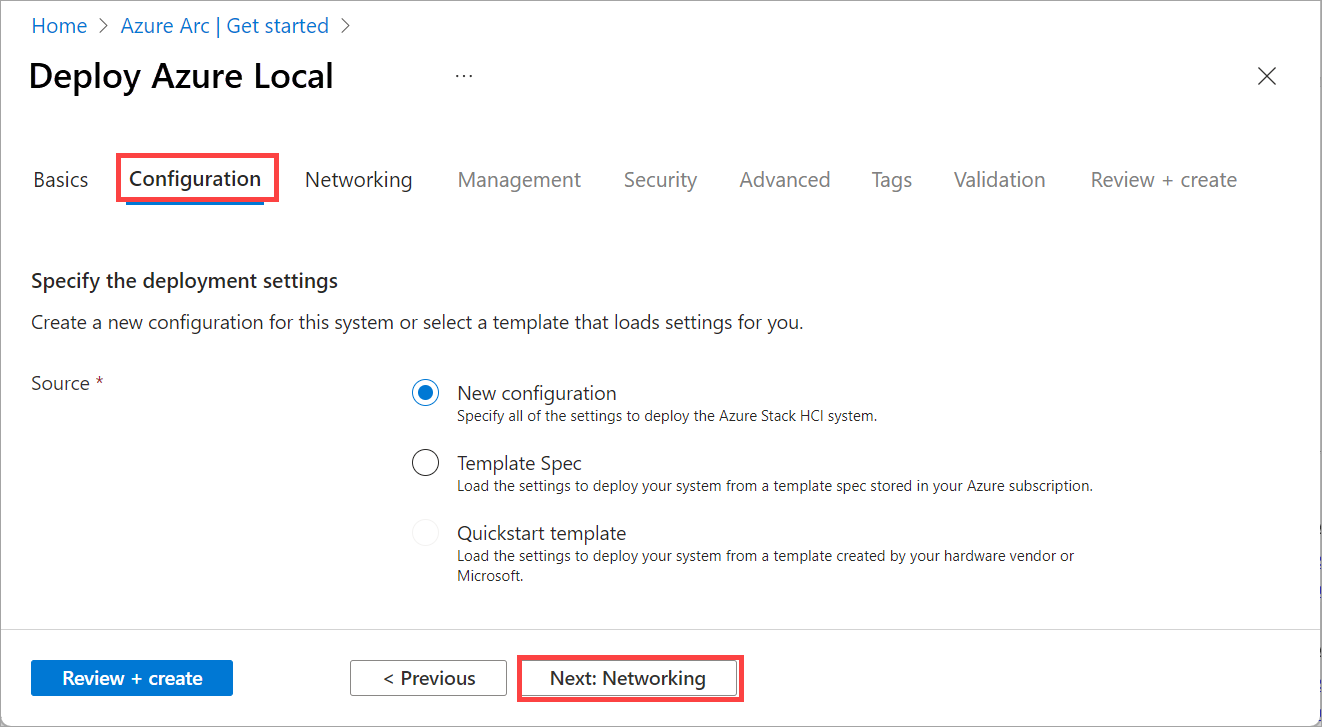 Home > Azure Arc | Get started >
Deploy Azure Local ...
Basics Configuration Networking Management Security Advanced Tags Validation Review + create
Specify the deployment settings
Create a new configuration for this system or select a template that loads settings for you.
Source *
New configuration
Specify all of the settings to deploy the Azure Stack HCI system.
Template Spec
Load the settings to deploy your system from a template spec stored in your Azure subscription.
Quickstart template
Load the settings to deploy your system from a template created by your hardware vendor or
Microsoft.
Review + create < Previous Next: Networking